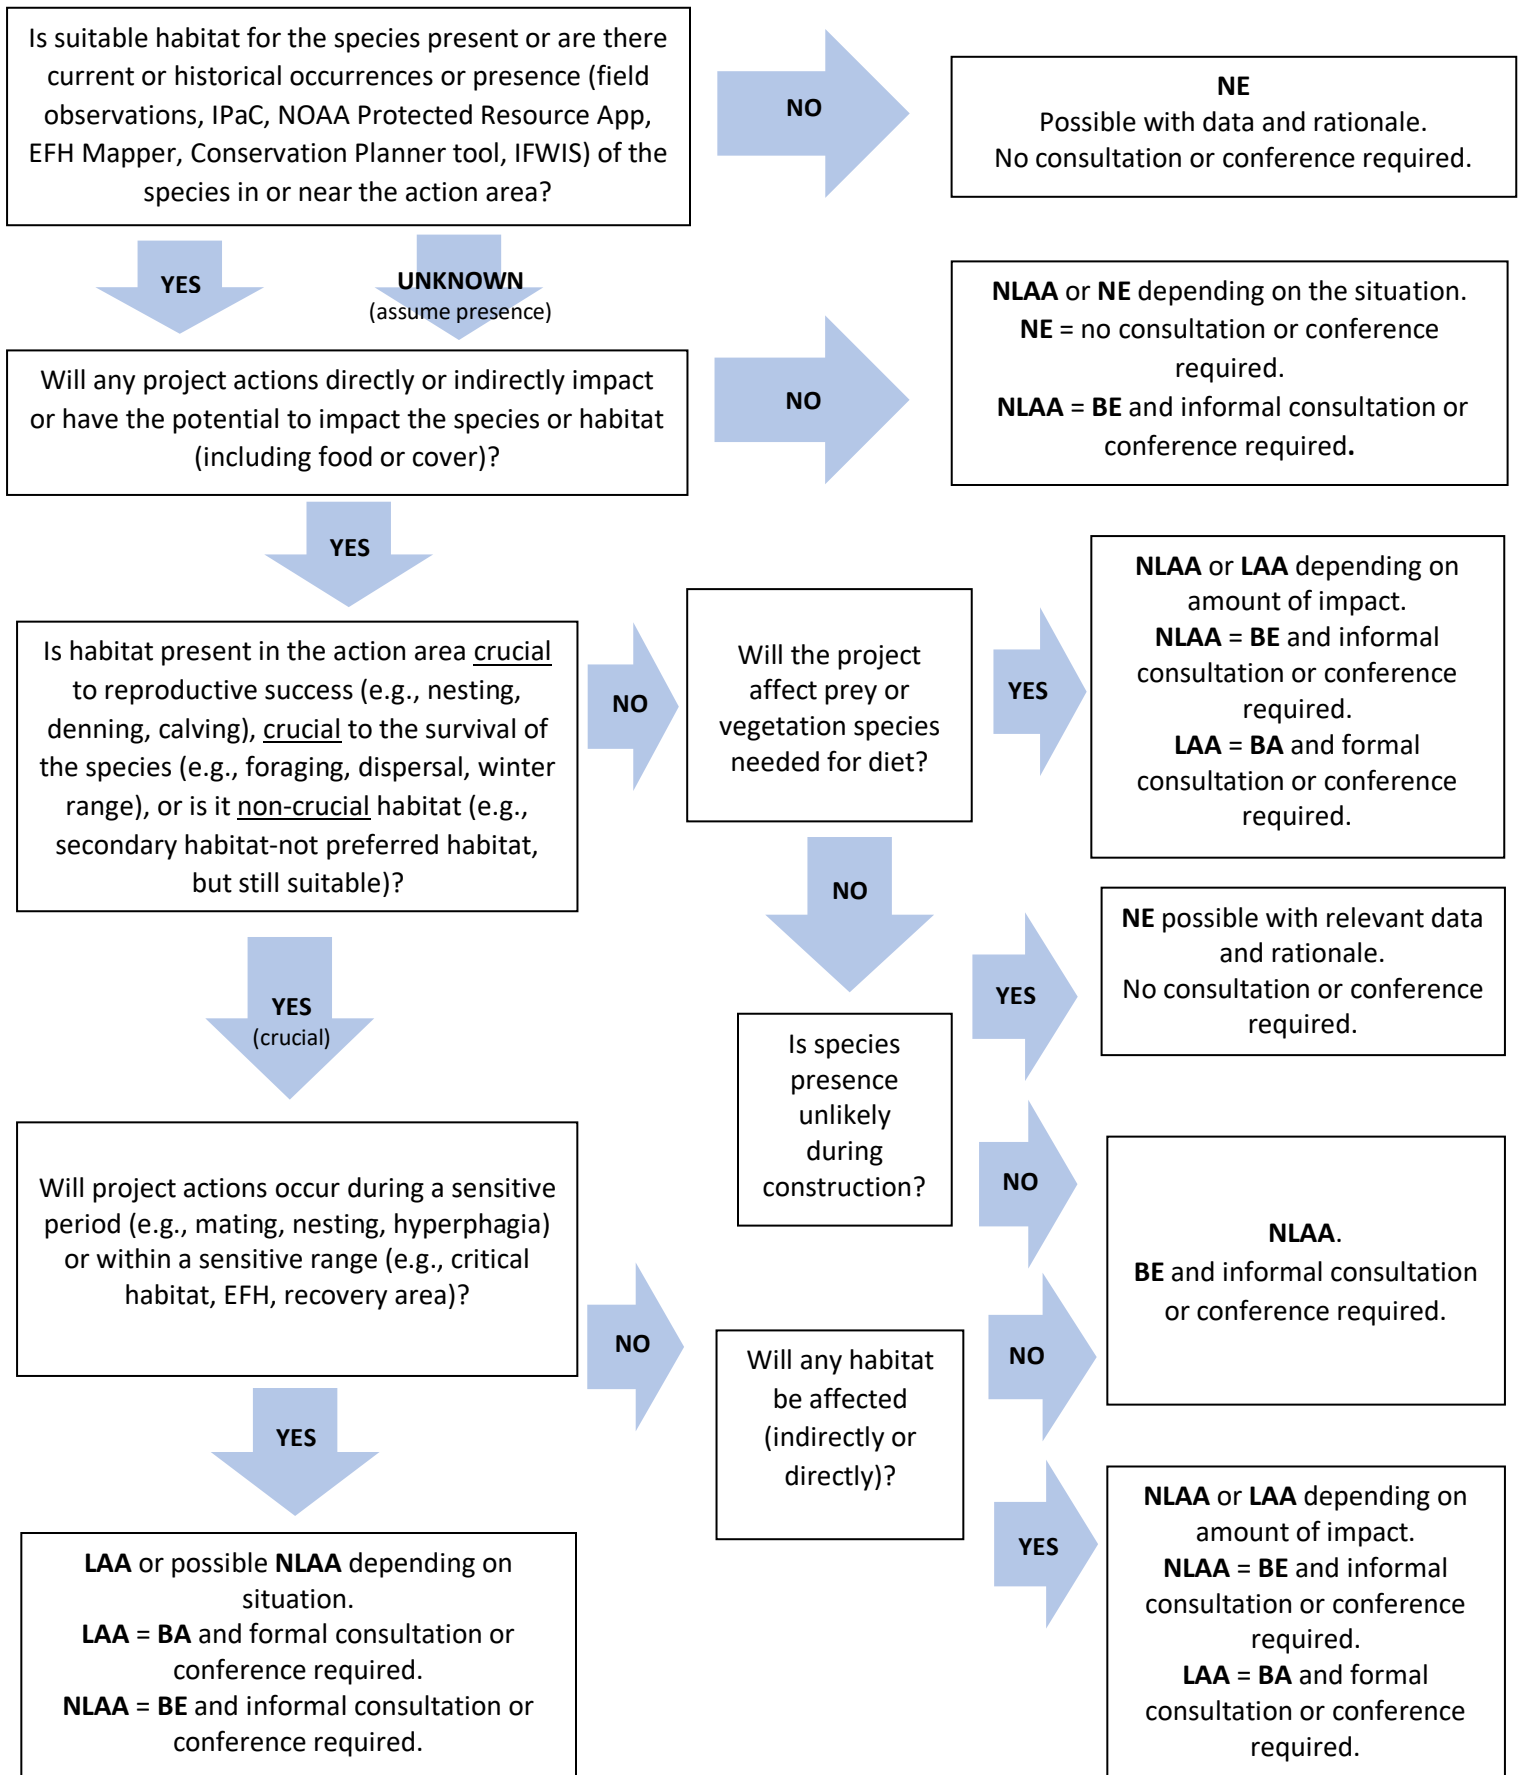 Is suitable habitat for the species present or are there
current or historical occurrences or presence (field
observations, IPaC, NOAA Protected Resource App,
EFH Mapper, Conservation Planner tool, IFWIS) of the
species in or near the action area?
NO
NE
Possible with data and rationale.
No consultation or conference required.
YES
UNKNOWN
(assume presence)
Will any project actions directly or indirectly impact
or have the potential to impact the species or habitat
(including food or cover)?
NO
NLAA or NE depending on the situation.
NE = no consultation or conference
required.
NLAA = BE and informal consultation or
conference required.
YES
Is habitat present in the action area crucial
to reproductive success (e.g., nesting,
denning, calving), crucial to the survival of
the species (e.g., foraging, dispersal, winter
range), or is it non-crucial habitat (e.g.,
secondary habitat-not preferred habitat,
but still suitable)?
NO
Will the project
affect prey or
vegetation species
needed for diet?
YES
NLAA or LAA depending on
amount of impact.
NLAA = BE and informal
consultation or conference
required.
LAA = BA and formal
consultation or conference
required.
NO
Is species
presence
unlikely
during
construction?
YES
NE possible with relevant data
and rationale.
No consultation or conference
required.
NO
NLAA.
BE and informal consultation
or conference required.
YES
(crucial)
Will project actions occur during a sensitive
period (e.g., mating, nesting, hyperphagia)
or within a sensitive range (e.g., critical
habitat, EFH, recovery area)?
NO
Will any habitat
be affected
(indirectly or
directly)?
NO
YES
NLAA or LAA depending on
amount of impact.
NLAA = BE and informal
consultation or conference
required.
LAA = BA and formal
consultation or conference
required.
YES
LAA or possible NLAA depending on
situation.
LAA = BA and formal consultation or
conference required.
NLAA = BE and informal consultation or
conference required.